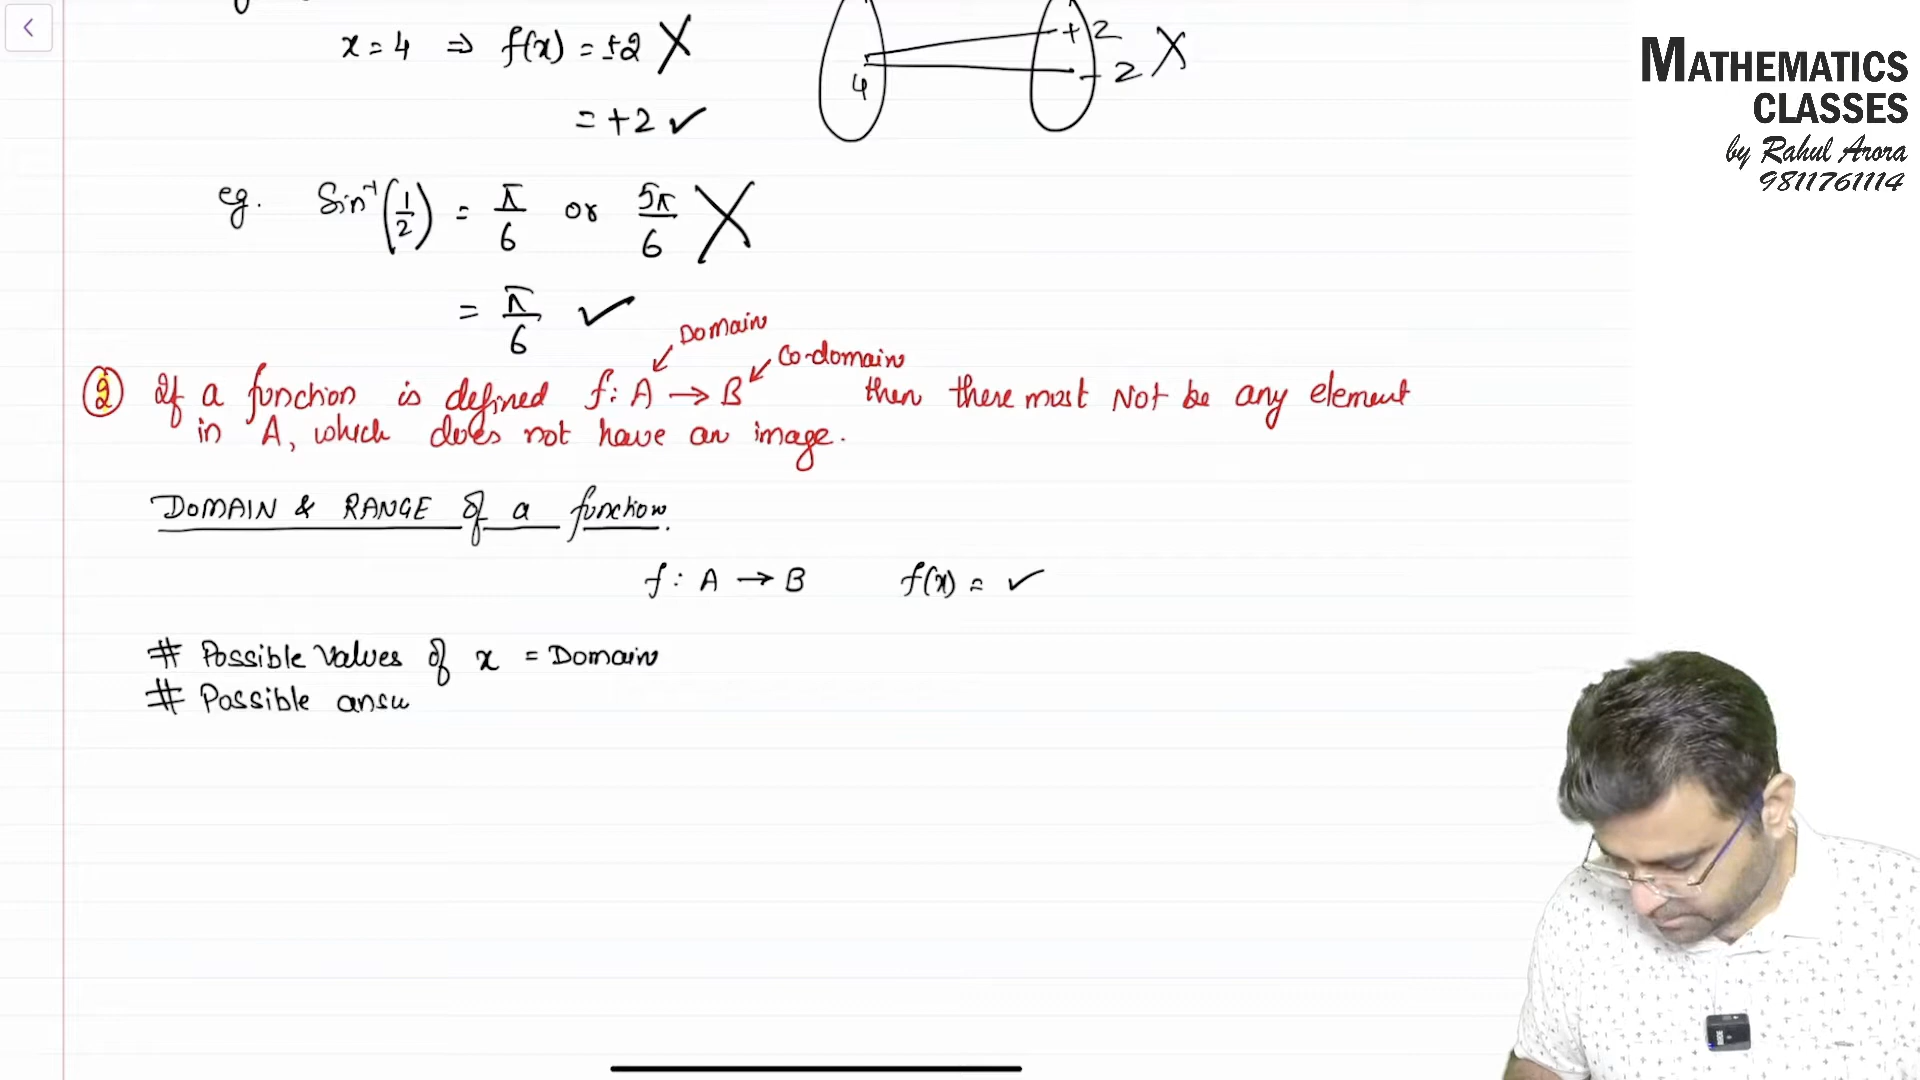 x = 4 ⇒ f(x) = ±2 X
= +2 ✓
4 +2 -2 X
eg. Sin⁻¹(1/2) = π/6 or 5π/6 X
= π/6 ✓
Domain
Co-domain
② If a function is defined f: A → B then there must Not be any element
in A, which does not have an image.
DOMAIN & RANGE of a function.
f : A → B f(x) = ✓
# Possible Values of x = Domain
# Possible answ
MATHEMATICS
CLASSES
by Rahul Arora
9811761114